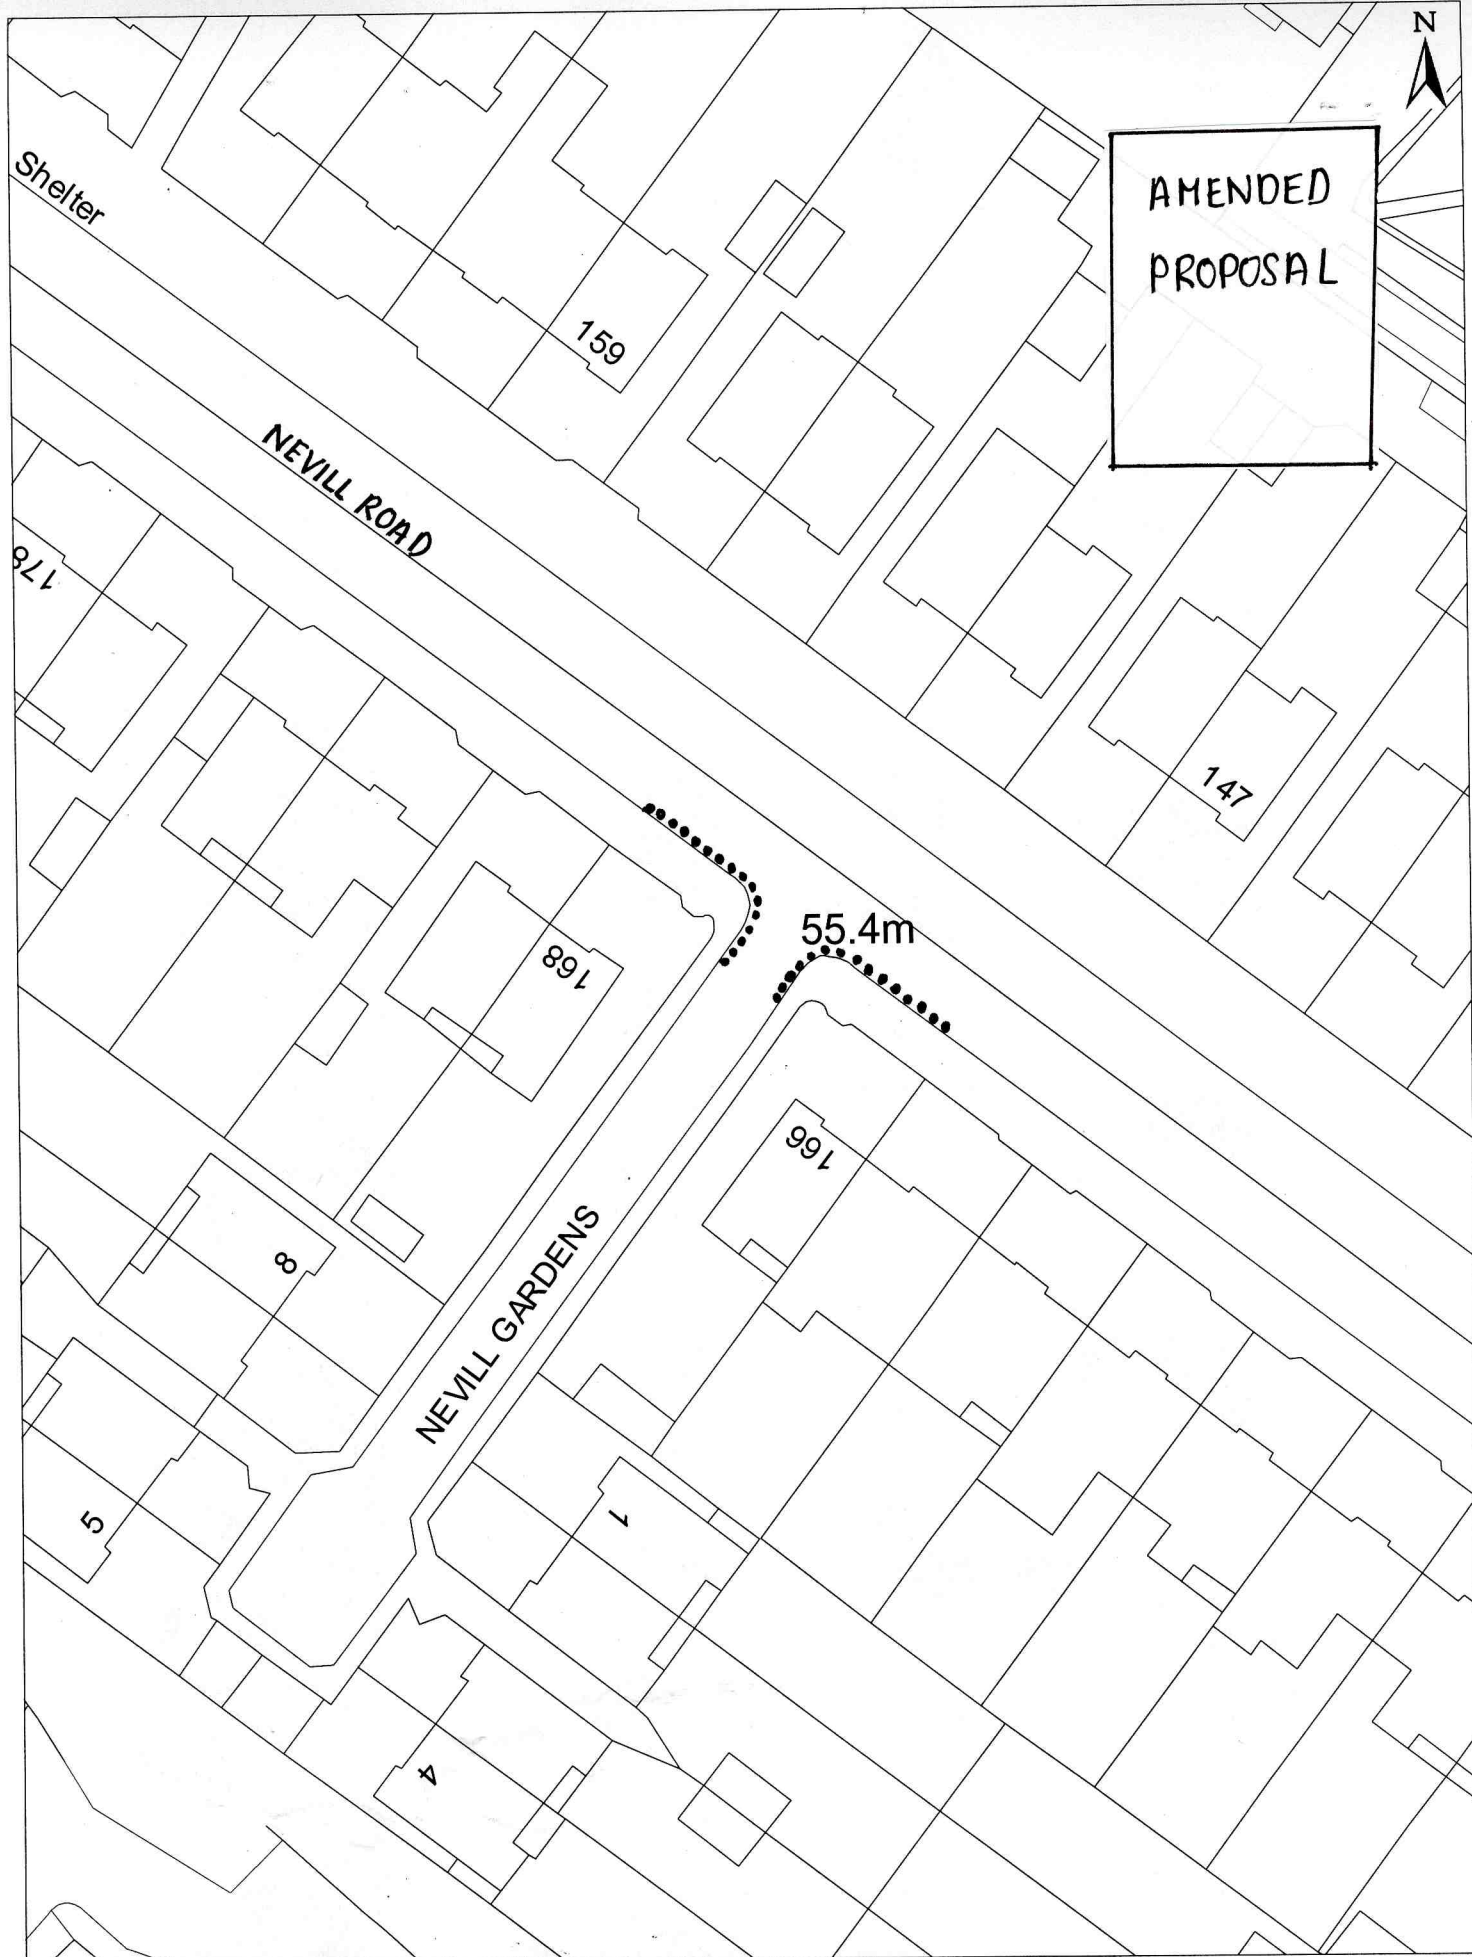 N
AMENDED
PROPOSAL
Shelter
159
NEVILL ROAD
178
147
55.4m
168
166
8
NEVILL GARDENS
5
1
4